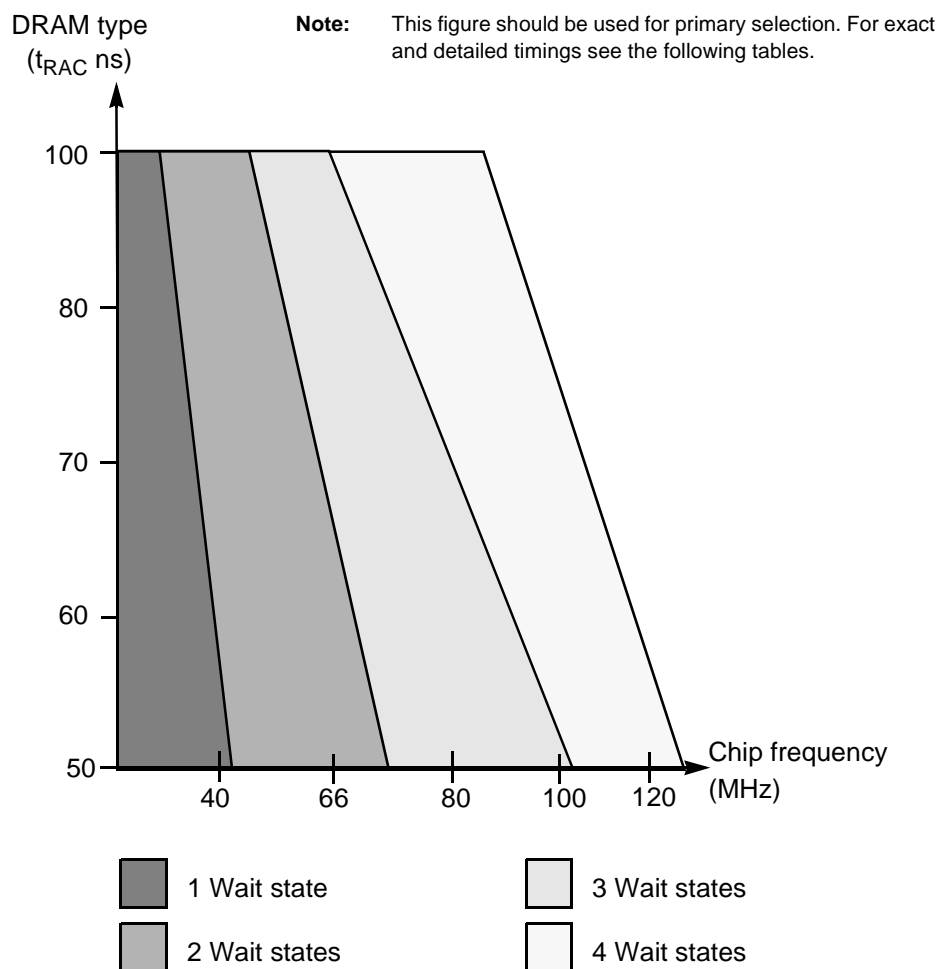 DRAM type
(tRAC ns)
Note: This figure should be used for primary selection. For exact
and detailed timings see the following tables.
100
80
70
60
50
40 66 80 100 120
Chip frequency
(MHz)
1 Wait state
3 Wait states
2 Wait states
4 Wait states